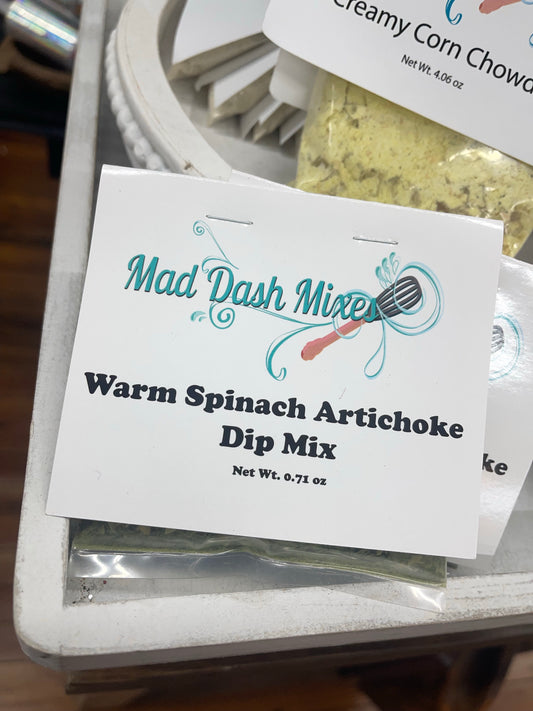 Creamy Corn Chowd
Net Wt. 4.06 oz
Mad Dash Mixes
Warm Spinach Artichoke
Dip Mix
Net Wt. 0.71 oz
ke